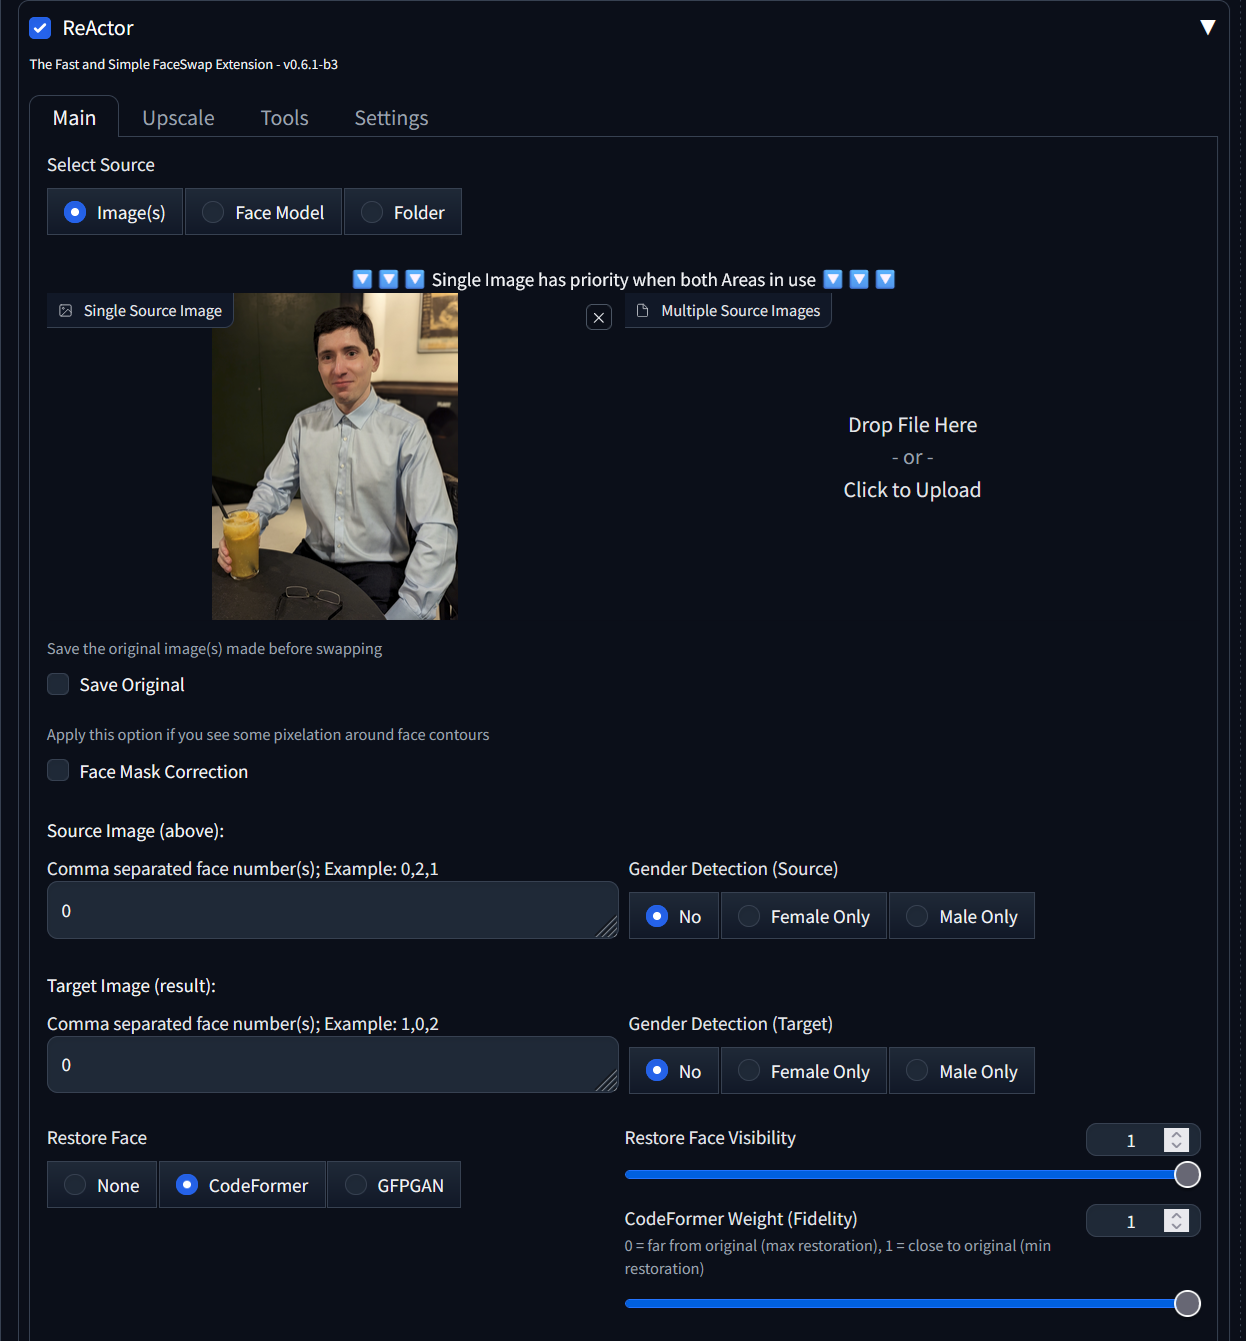 ReActor
The Fast and Simple FaceSwap Extension - v0.6.1-b3
Main Upscale Tools Settings
Select Source
Image(s) Face Model Folder
🔽 🔽 🔽 Single Image has priority when both Areas in use 🔽 🔽 🔽
Single Source Image
Multiple Source Images
Drop File Here
- or -
Click to Upload
Save the original image(s) made before swapping
Save Original
Apply this option if you see some pixelation around face contours
Face Mask Correction
Source Image (above):
Comma separated face number(s); Example: 0,2,1
0
Gender Detection (Source)
No Female Only Male Only
Target Image (result):
Comma separated face number(s); Example: 1,0,2
0
Gender Detection (Target)
No Female Only Male Only
Restore Face
None CodeFormer GFPGAN
Restore Face Visibility
1
CodeFormer Weight (Fidelity)
1
0 = far from original (max restoration), 1 = close to original (min
restoration)